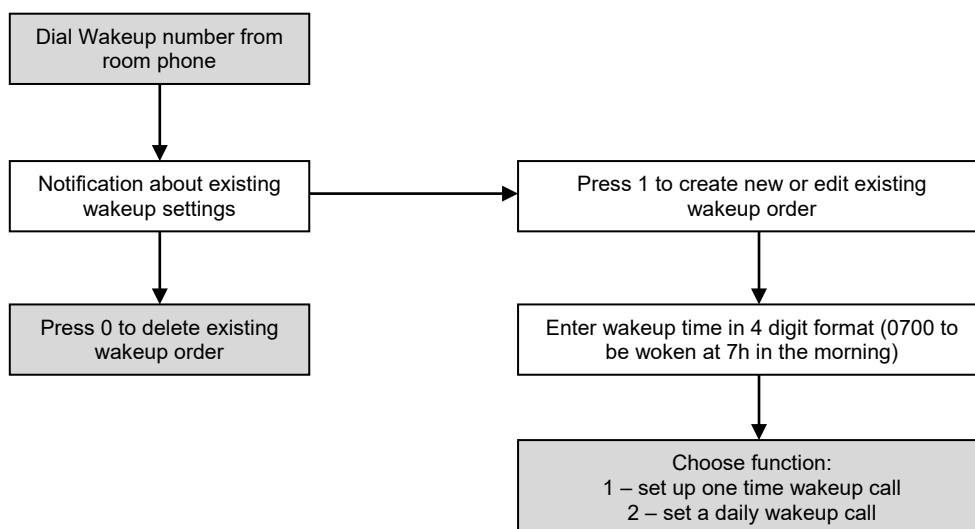 Dial Wakeup number from
room phone
Notification about existing
wakeup settings
Press 1 to create new or edit existing
wakeup order
Press 0 to delete existing
wakeup order
Enter wakeup time in 4 digit format (0700 to
be woken at 7h in the morning)
Choose function:
1 – set up one time wakeup call
2 – set a daily wakeup call